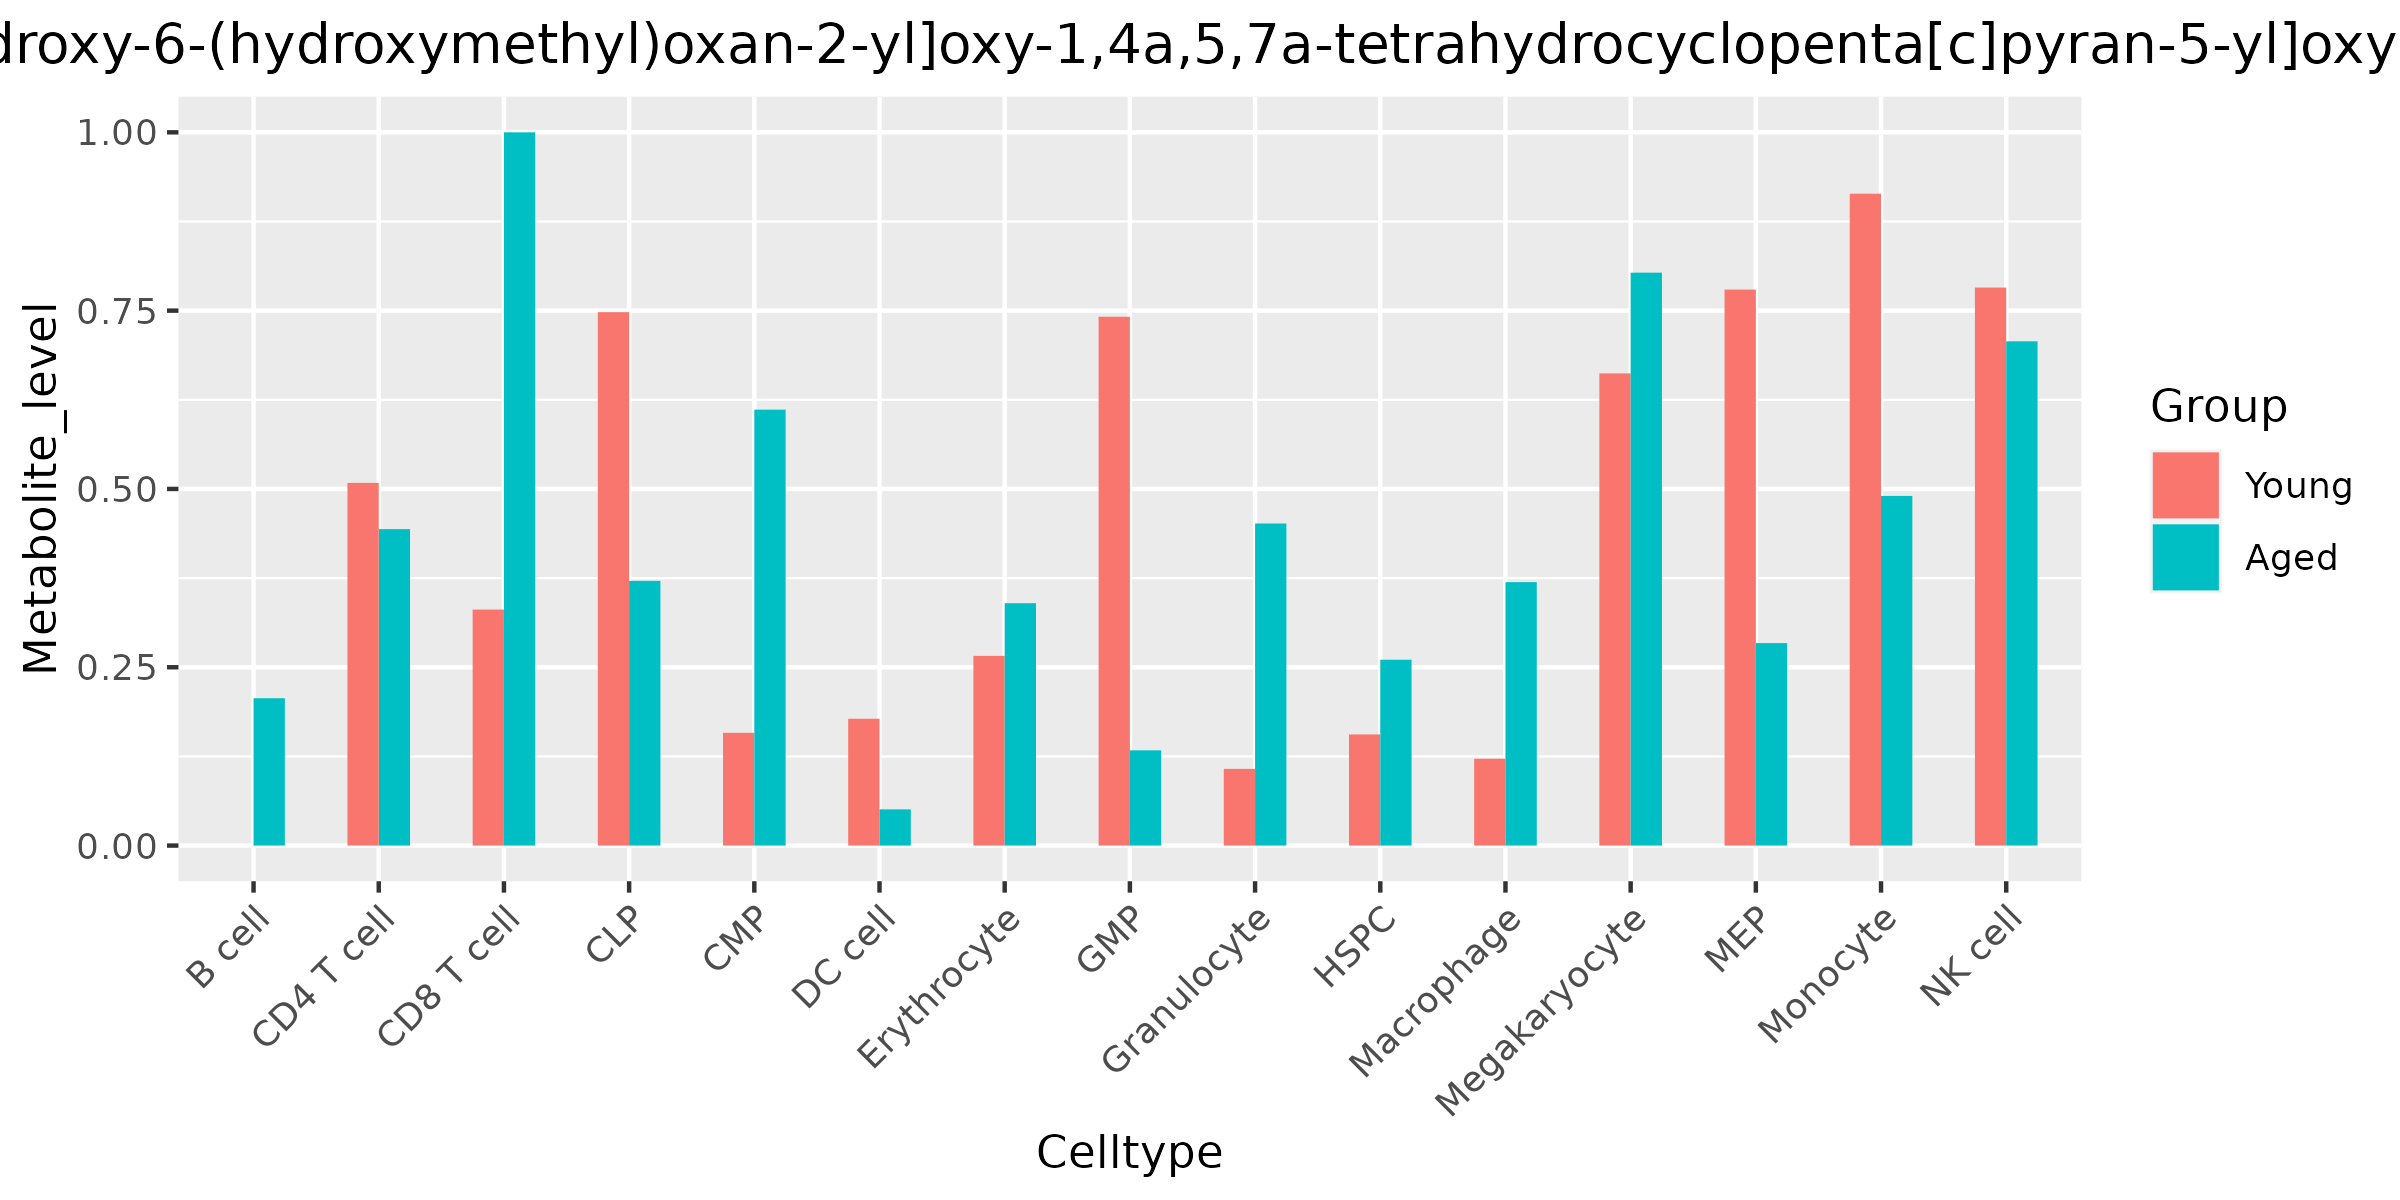 droxy-6-(hydroxymethyl)oxan-2-yl]oxy-1,4a,5,7a-tetrahydrocyclopenta[c]pyran-5-yl]oxy
Metabolite_level
1.00
0.75
0.50
0.25
0.00
B cell
CD4 T cell
CD8 T cell
CLP
CMP
DC cell
Erythrocyte
GMP
Granulocyte
HSPC
Macrophage
Megakaryocyte
MEP
Monocyte
NK cell
Celltype
Group
Young
Aged